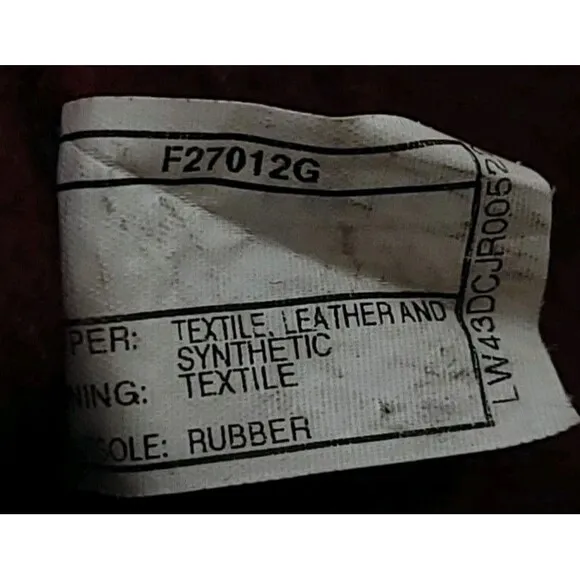 F27012G
PER: TEXTILE, LEATHER AND
SYNTHETIC
NING: TEXTILE
SOLE: RUBBER
LW43DCJR0052